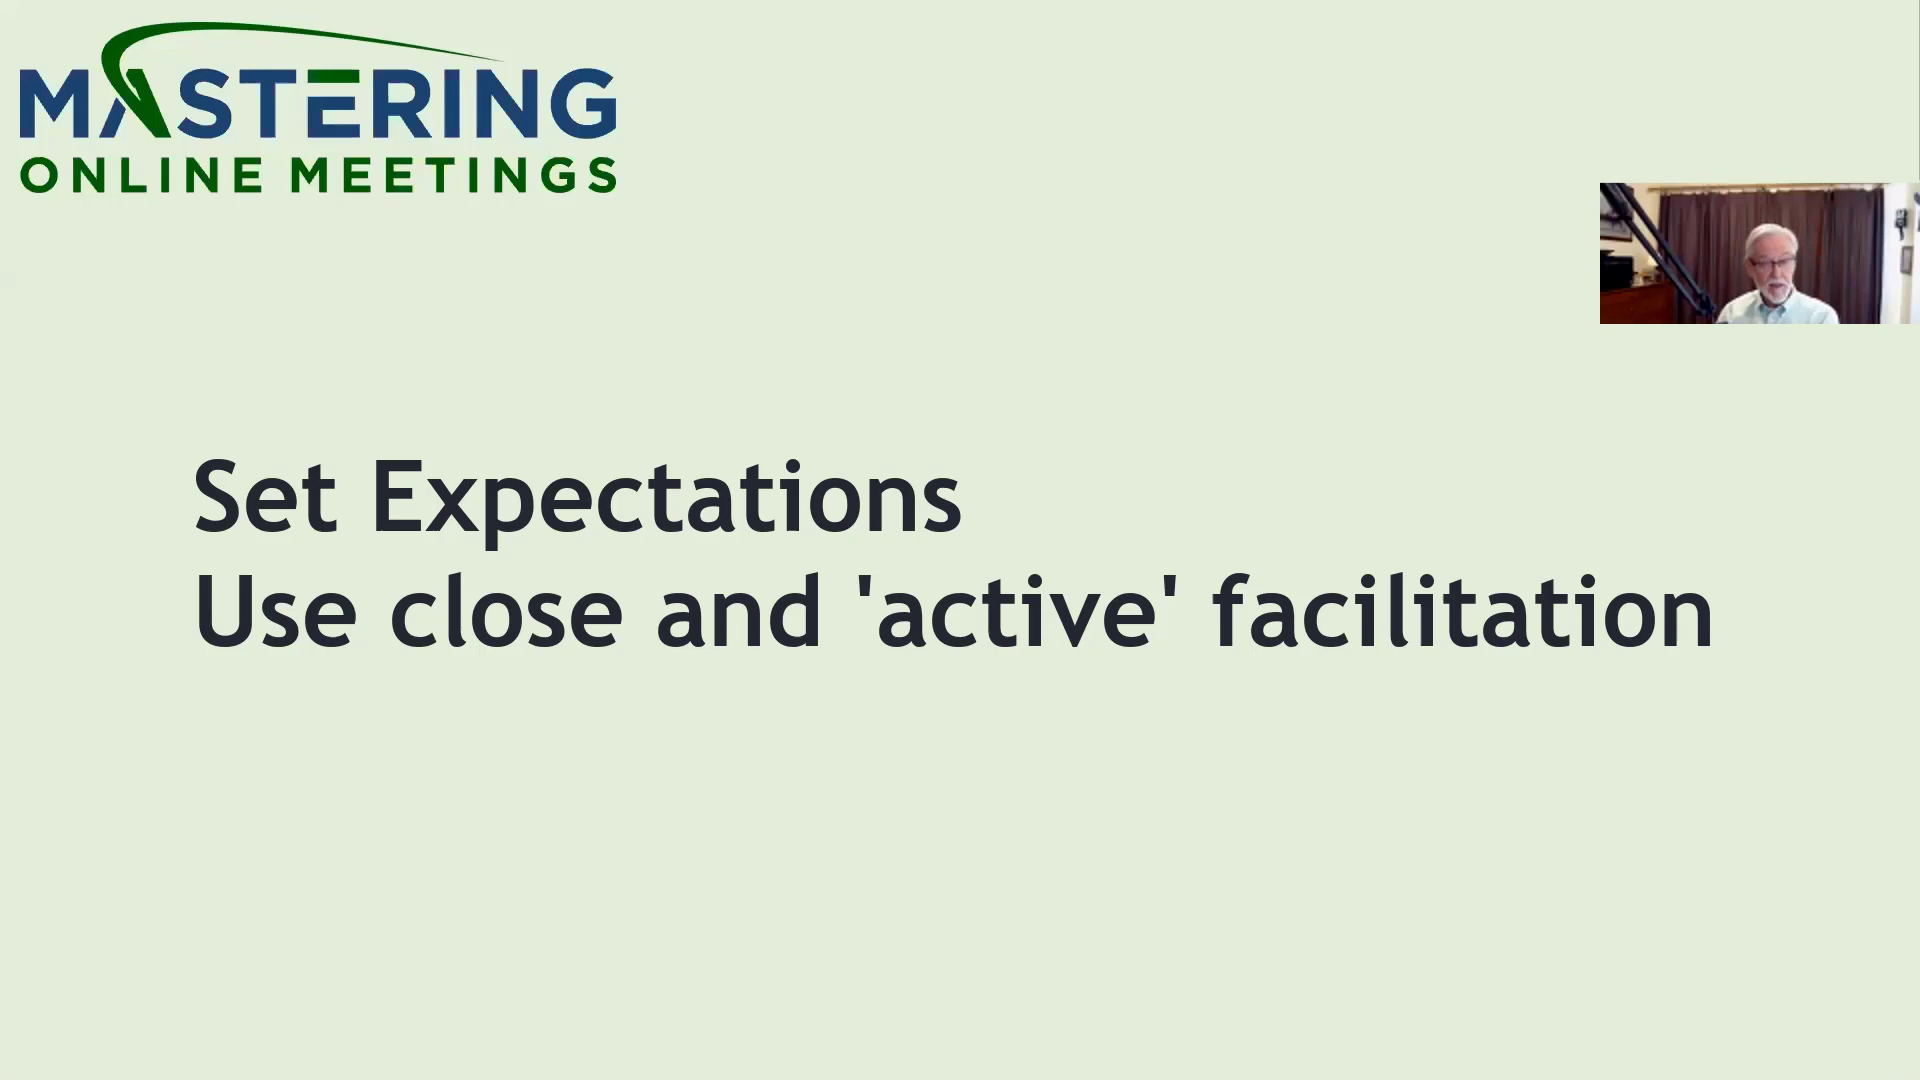 MASTERING
ONLINE MEETINGS
Set Expectations
Use close and 'active' facilitation